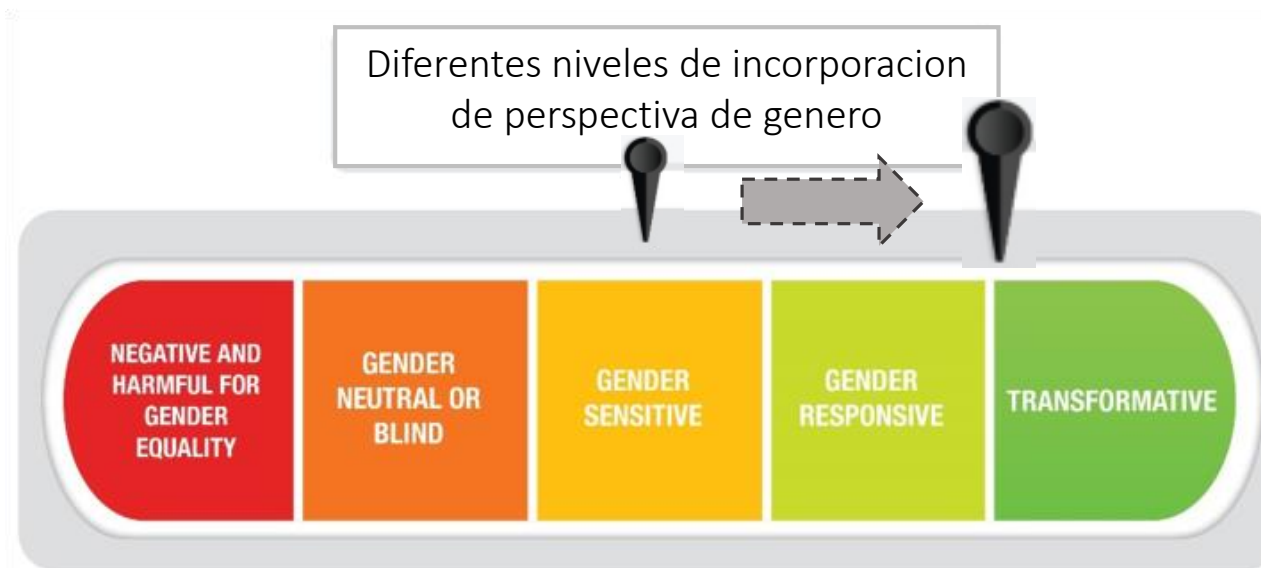 Diferentes niveles de incorporacion
de perspectiva de genero
NEGATIVE AND
HARMFUL FOR
GENDER
EQUALITY
GENDER
NEUTRAL OR
BLIND
GENDER
SENSITIVE
GENDER
RESPONSIVE
TRANSFORMATIVE